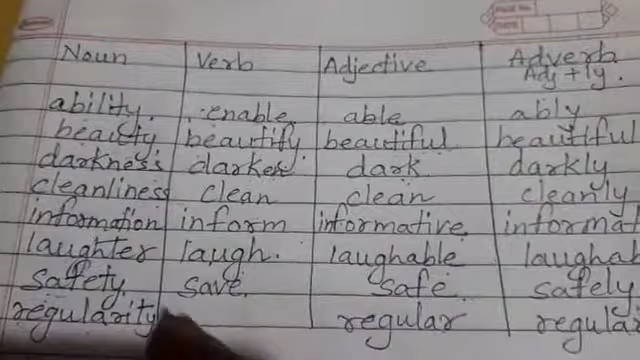 Noun Verb Adjective Adverb
Adj + ly.
ability. enable. able ably
beauty beautify beautiful beautiful
darkness darken dark darkly
cleanliness clean clean cleanly
information inform informative informat
laughter laugh. laughable laughab
safety save safe safely
regularity regular regular